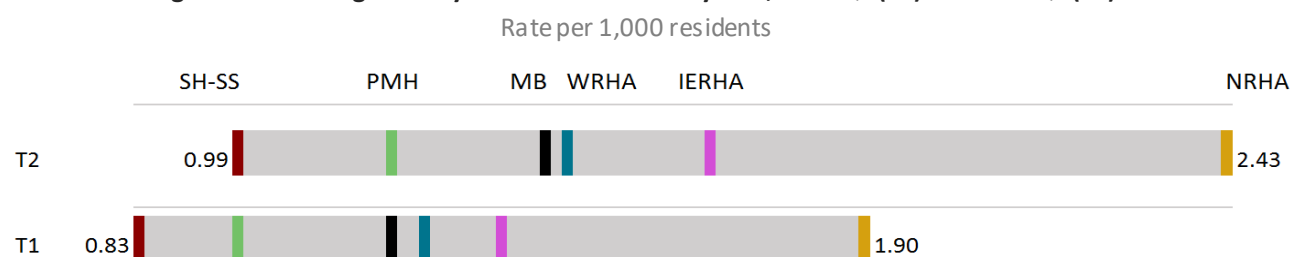 Rate per 1,000 residents
SH-SS PMH MB WRHA IERHA NRHA
T2 0.99 2.43
T1 0.83 1.90